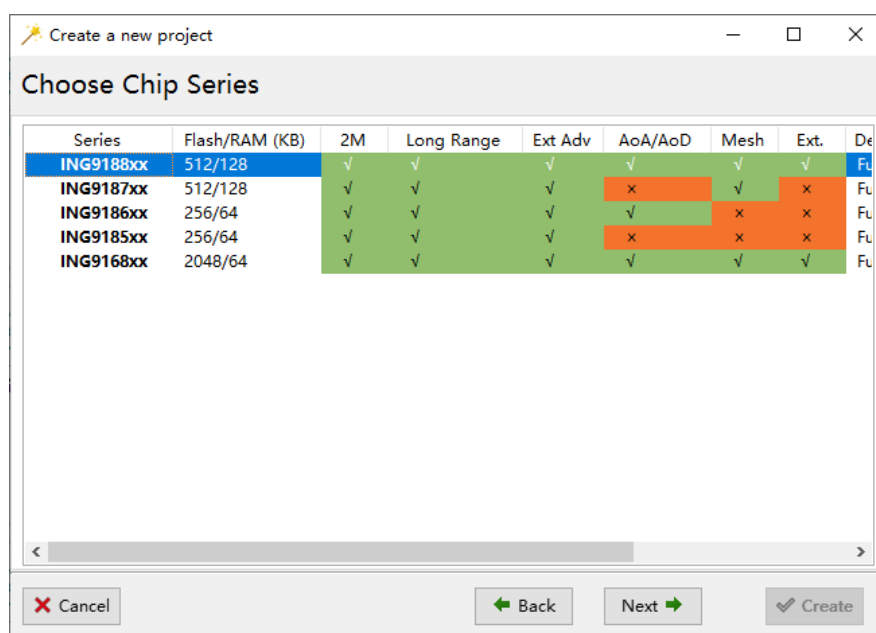 Create a new project
Choose Chip Series
Series Flash/RAM (KB) 2M Long Range Ext Adv AoA/AoD Mesh Ext.
ING9188xx 512/128 √ √ √ √ √ √
ING9187xx 512/128 √ √ √ × √ ×
ING9186xx 256/64 √ √ √ √ × ×
ING9185xx 256/64 √ √ √ × × ×
ING9168xx 2048/64 √ √ √ √ √ √
Cancel Back Next Create